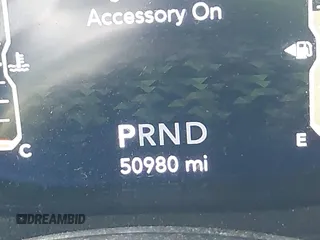 Accessory On
PRND
C
50980 mi
E
DREAMBID